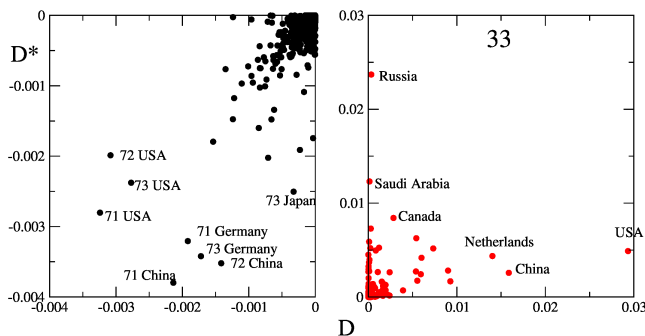 0
D*
-0.001
-0.002
-0.003
-0.004
-0.004
-0.003
-0.002
-0.001
0
72 USA
73 USA
71 USA
73 Japan
71 Germany
73 Germany
72 China
71 China
33
0.03
0.02
0.01
0
0
0.01
0.02
0.03
Russia
Saudi Arabia
Canada
USA
Netherlands
China
D